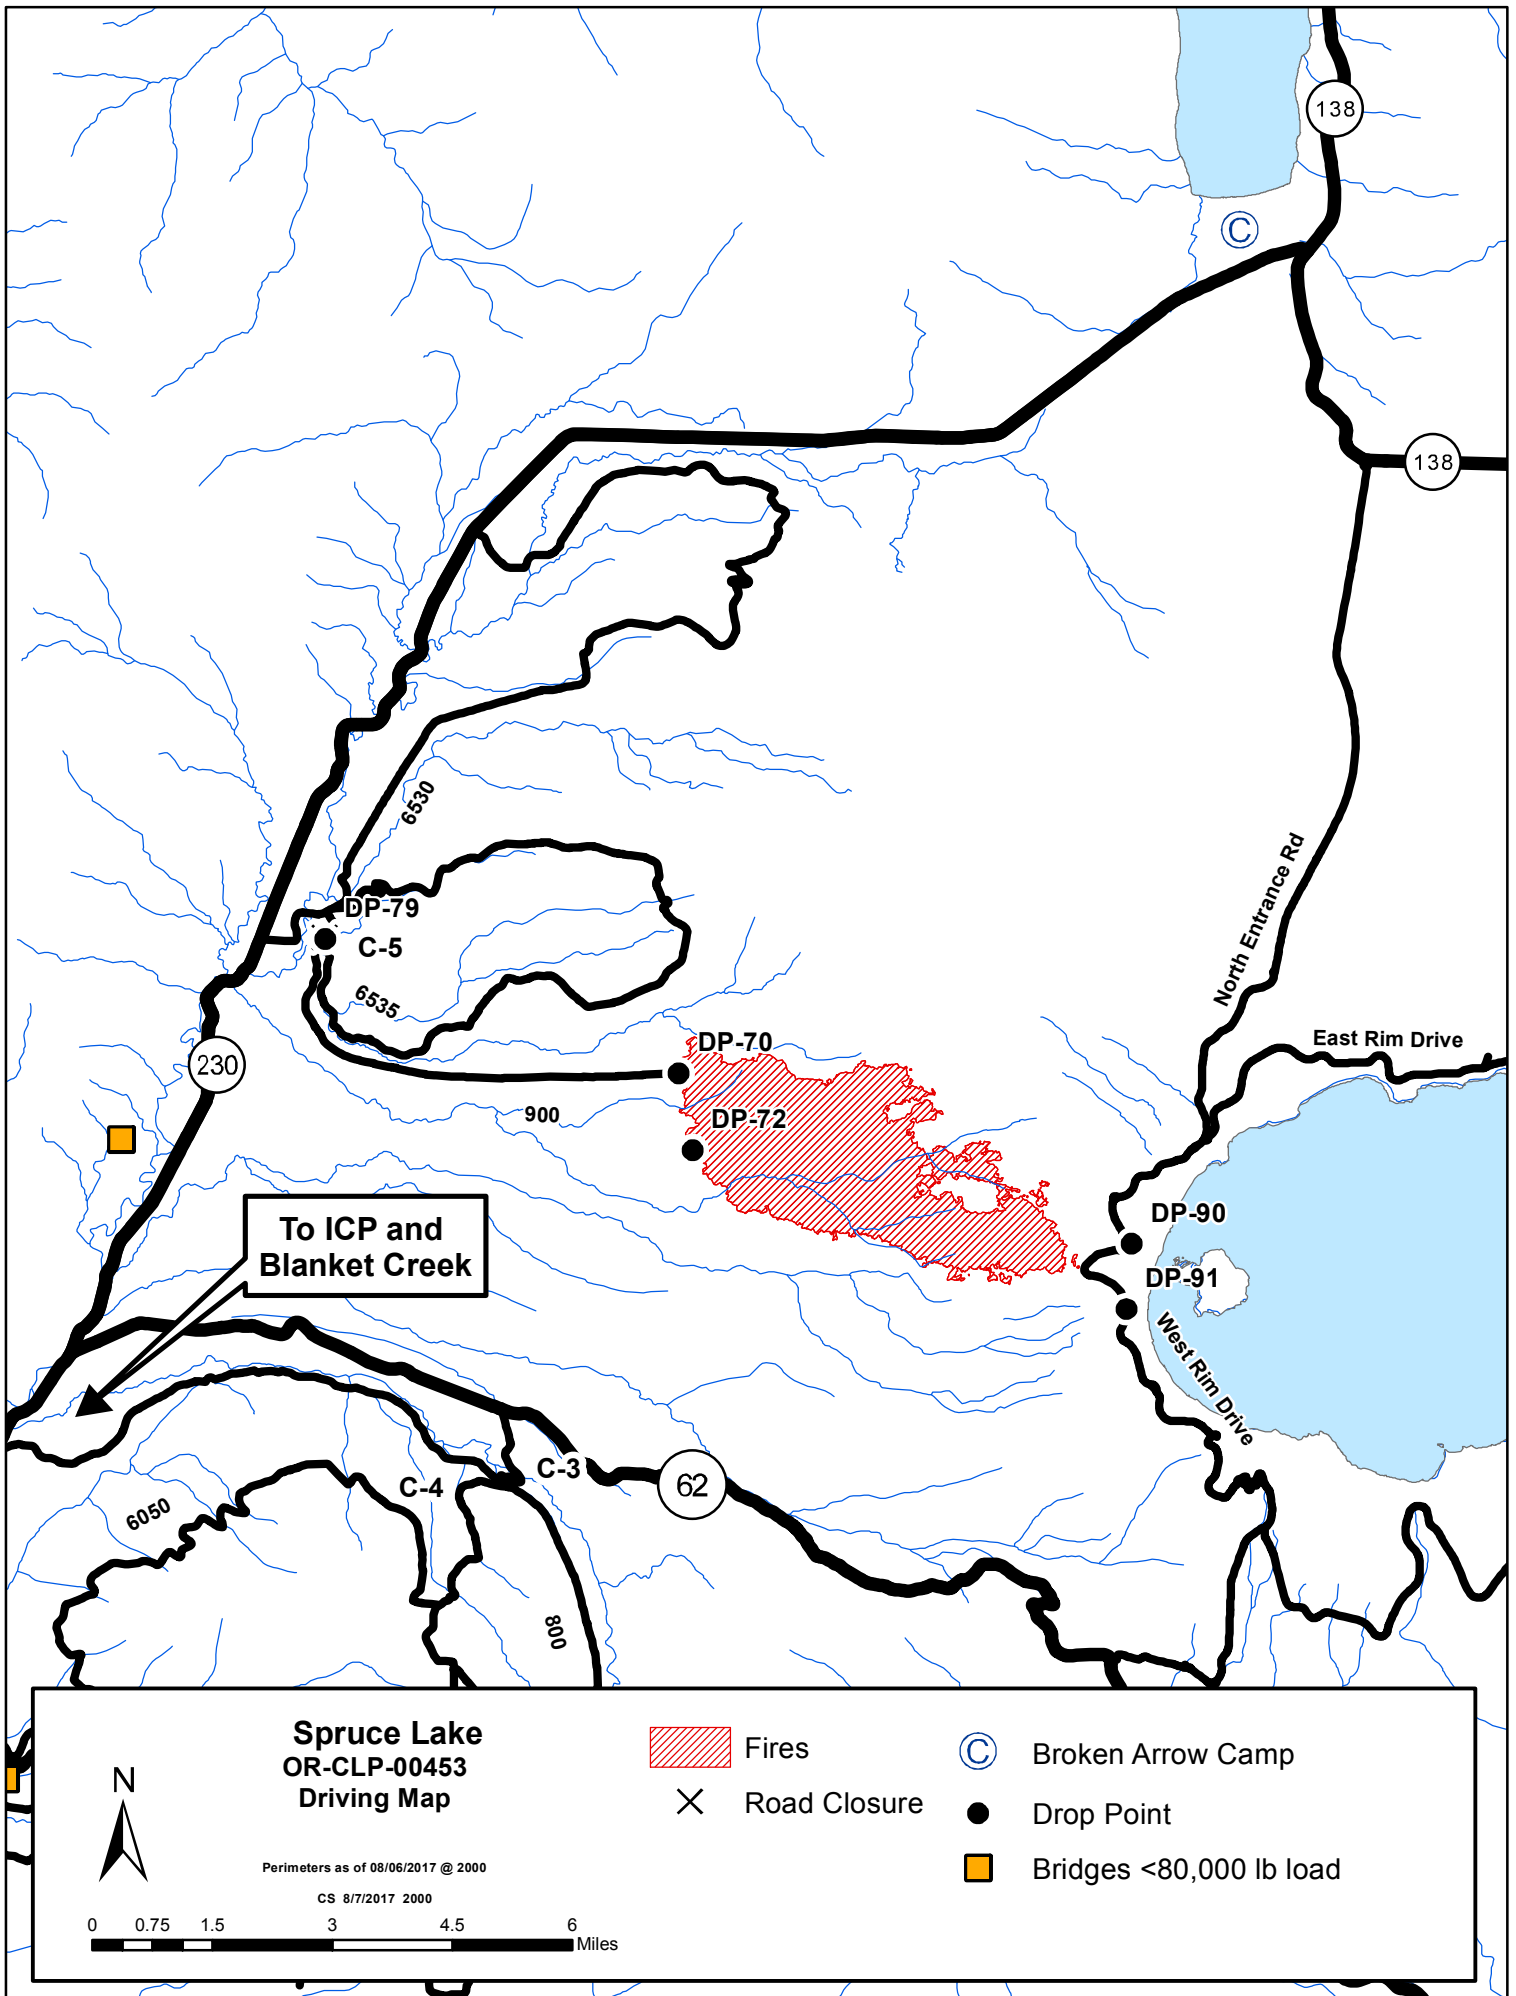 138
C
138
6530
North Entrance Rd
DP-79
C-5
6535
DP-70
East Rim Drive
230
900
DP-72
To ICP and
Blanket Creek
DP-90
DP-91
West Rim Drive
C-3
C-4
62
6050
800
Spruce Lake
OR-CLP-00453
Driving Map
N
Perimeters as of 08/06/2017 @ 2000
CS 8/7/2017 2000
0 0.75 1.5 3 4.5 6
Miles
Fires
Road Closure
C Broken Arrow Camp
Drop Point
Bridges <80,000 lb load